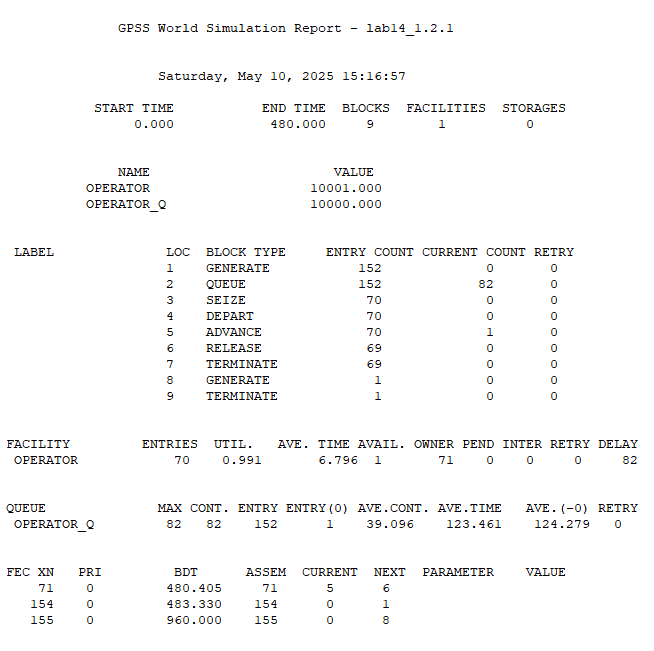 GPSS World Simulation Report - lab14_1.2.1
Saturday, May 10, 2025 15:16:57
START TIME END TIME BLOCKS FACILITIES STORAGES
0.000 480.000 9 1 0
NAME VALUE
OPERATOR 10001.000
OPERATOR_Q 10000.000
LABEL LOC BLOCK TYPE ENTRY COUNT CURRENT COUNT RETRY
1 GENERATE 152 0 0
2 QUEUE 152 82 0
3 SEIZE 70 0 0
4 DEPART 70 0 0
5 ADVANCE 70 1 0
6 RELEASE 69 0 0
7 TERMINATE 69 0 0
8 GENERATE 1 0 0
9 TERMINATE 1 0 0
FACILITY ENTRIES UTIL. AVE. TIME AVAIL. OWNER PEND INTER RETRY DELAY
OPERATOR 70 0.991 6.796 1 71 0 0 0 82
QUEUE MAX CONT. ENTRY ENTRY(0) AVE.CONT. AVE.TIME AVE.(-0) RETRY
OPERATOR_Q 82 82 152 1 39.096 123.461 124.279 0
FEC XN PRI BDT ASSEM CURRENT NEXT PARAMETER VALUE
71 0 480.405 71 5 6
154 0 483.330 154 0 1
155 0 960.000 155 0 8